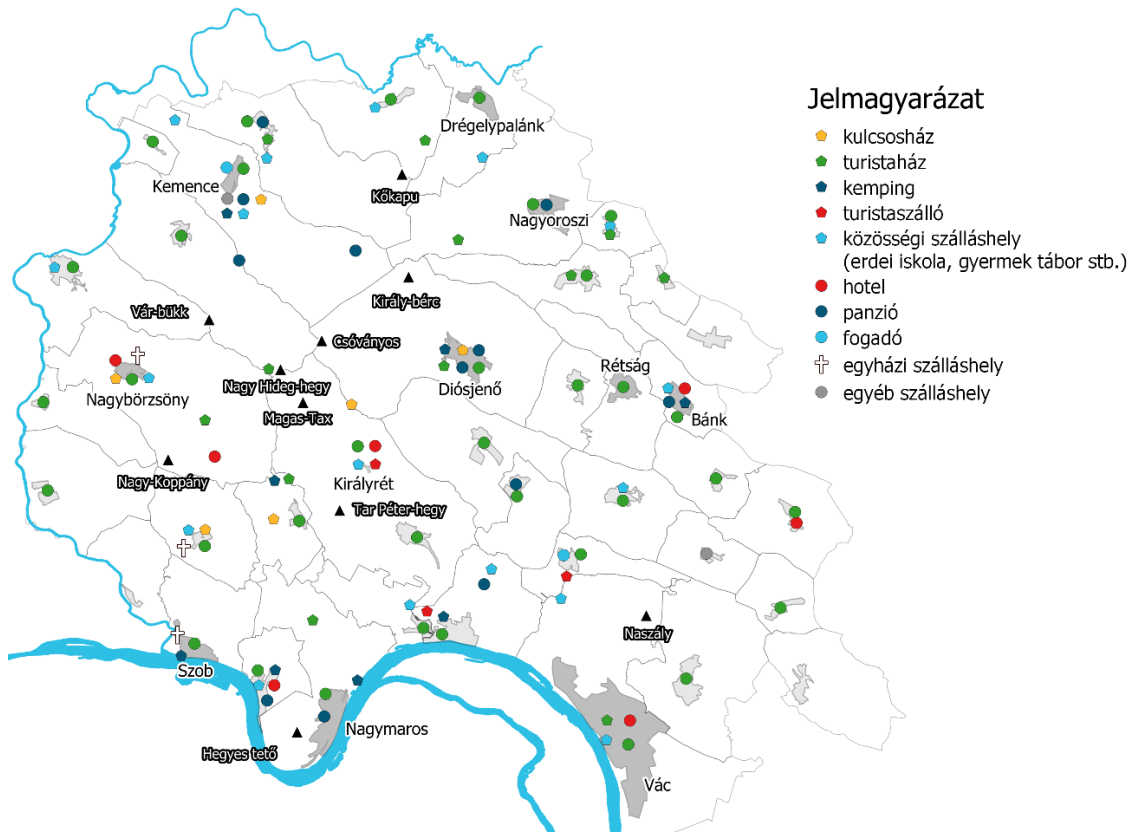 Jelmagyarázat
kulcsosház
turistaház
kemping
turistaszálló
közösségi szálláshely
(erdei iskola, gyermek tábor stb.)
hotel
panzió
fogadó
egyházi szálláshely
egyéb szálláshely
Drégelypalánk
Kemence
Kőkapu
Nagyoroszi
Király-bérc
Vár-bükk
Csóványos
Rétság
Nagy Hideg-hegy
Diósjenő
Nagybörzsöny
Magas-Tax
Bánk
Nagy-Koppány
Királyrét
Tar Péter-hegy
Naszály
Szob
Nagymaros
Hegyes tető
Vác